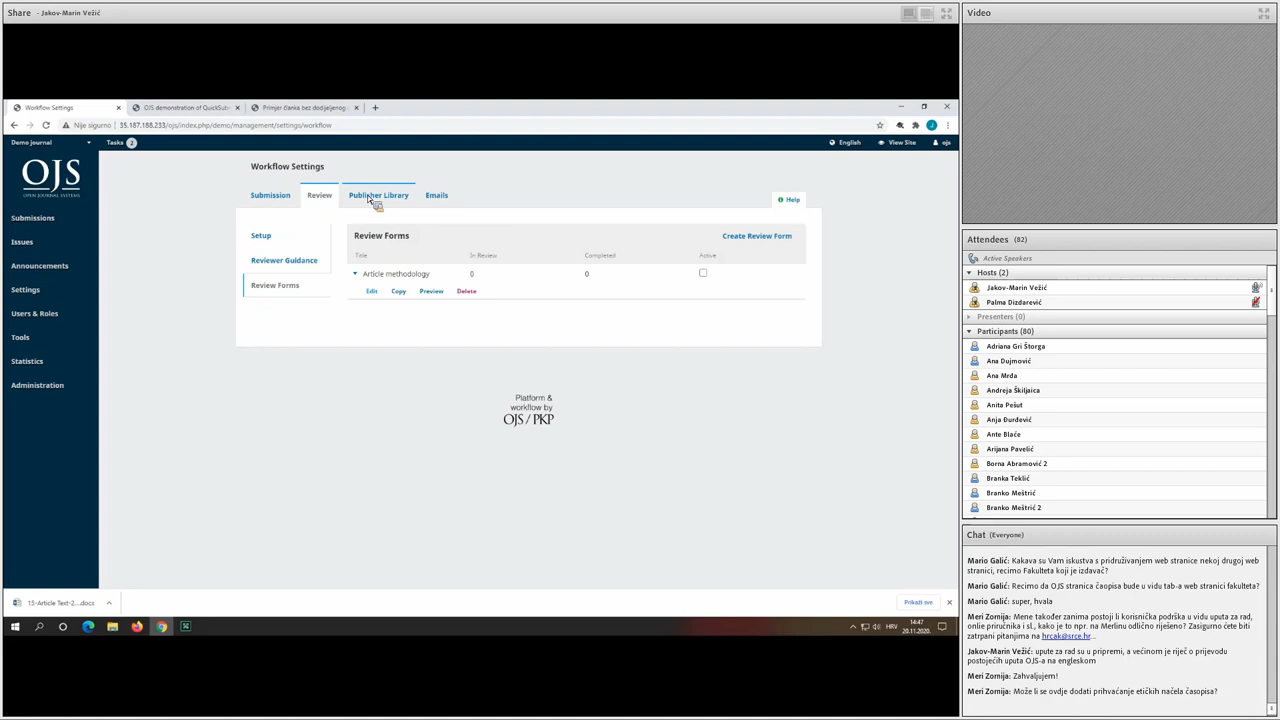 Share - Jakov-Marin Vežić
Workflow Settings
OJS demonstration of QuickSub
Primjer članka bez dodijeljenog
Nije sigurno
35.187.188.233/ojs/index.php/demo/management/settings/workflow
J
Demo journal
Tasks 2
English
View Site
ojs
OJS
OPEN JOURNAL SYSTEMS
Submissions
Issues
Announcements
Settings
Users & Roles
Tools
Statistics
Administration
Workflow Settings
Submission
Review
Publisher Library
Emails
Help
Setup
Reviewer Guidance
Review Forms
Review Forms
Create Review Form
Title
In Review
Completed
Active
Article methodology
0
0
Edit
Copy
Preview
Delete
Platform &
workflow by
OJS / PKP
15-Article Text-2....docx
Prikaži sve
HRV
14:47
20.11.2020.
Video
Attendees (82)
Active Speakers
Hosts (2)
Jakov-Marin Vežić
Palma Dizdarević
Presenters (0)
Participants (80)
Adriana Gri Štorga
Ana Dujmović
Ana Mrđa
Andreja Škiljaica
Anita Pešut
Anja Đurđević
Ante Blaće
Arijana Pavelić
Borna Abramović 2
Branka Teklić
Branko Meštrić
Branko Meštrić 2
Chat (Everyone)
Mario Galić: Kakava su Vam iskustva s pridruživanjem web stranice nekoj drugoj web
stranici, recimo Fakulteta koji je izdavač?
Mario Galić: Recimo da OJS stranica čaopisa bude u vidu tab-a web stranici fakulteta?
Mario Galić: super, hvala
Meri Zornija: Mene također zanima postoji li korisnička podrška u vidu uputa za rad,
onlie priručnika i sl., kako je to npr. na Merlinu odlično riješeno? Zasigurno ćete biti
zatrpani pitanjima na hrcak@srce.hr...
Jakov-Marin Vežić: upute za rad su u pripremi, a većinom je riječ o prijevodu
postojećih uputa OJS-a na engleskom
Meri Zornija: Zahvaljujem!
Meri Zornija: Može li se ovdje dodati prihvaćanje etičkih načela časopisa?